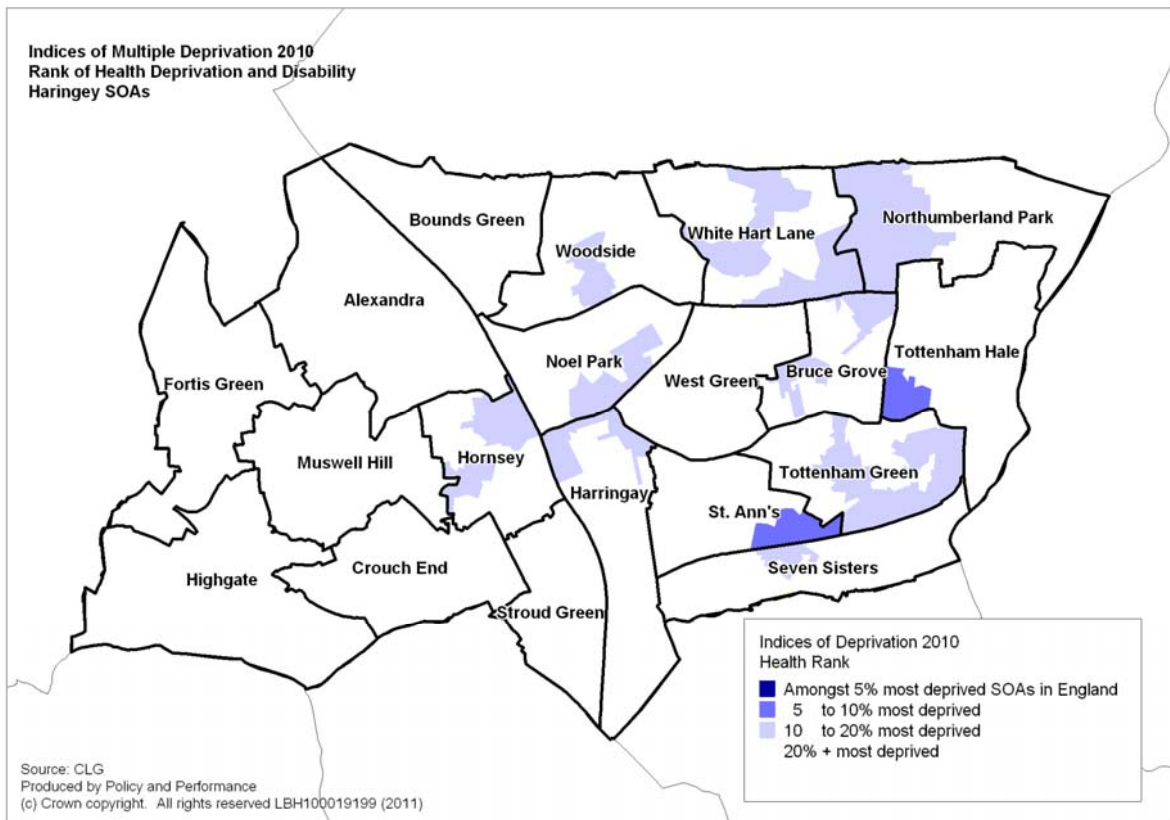 Indices of Multiple Deprivation 2010
Rank of Health Deprivation and Disability
Haringey SOAs
Bounds Green
White Hart Lane
Northumberland Park
Woodside
Alexandra
Noel Park
Tottenham Hale
Fortis Green
West Green
Bruce Grove
Muswell Hill
Hornsey
Tottenham Green
Harringay
St. Ann's
Highgate
Crouch End
Seven Sisters
Stroud Green
Indices of Deprivation 2010
Health Rank
Amongst 5% most deprived SOAs in England
5 to 10% most deprived
10 to 20% most deprived
20% + most deprived
Source: CLG
Produced by Policy and Performance
(c) Crown copyright. All rights reserved LBH100019199 (2011)